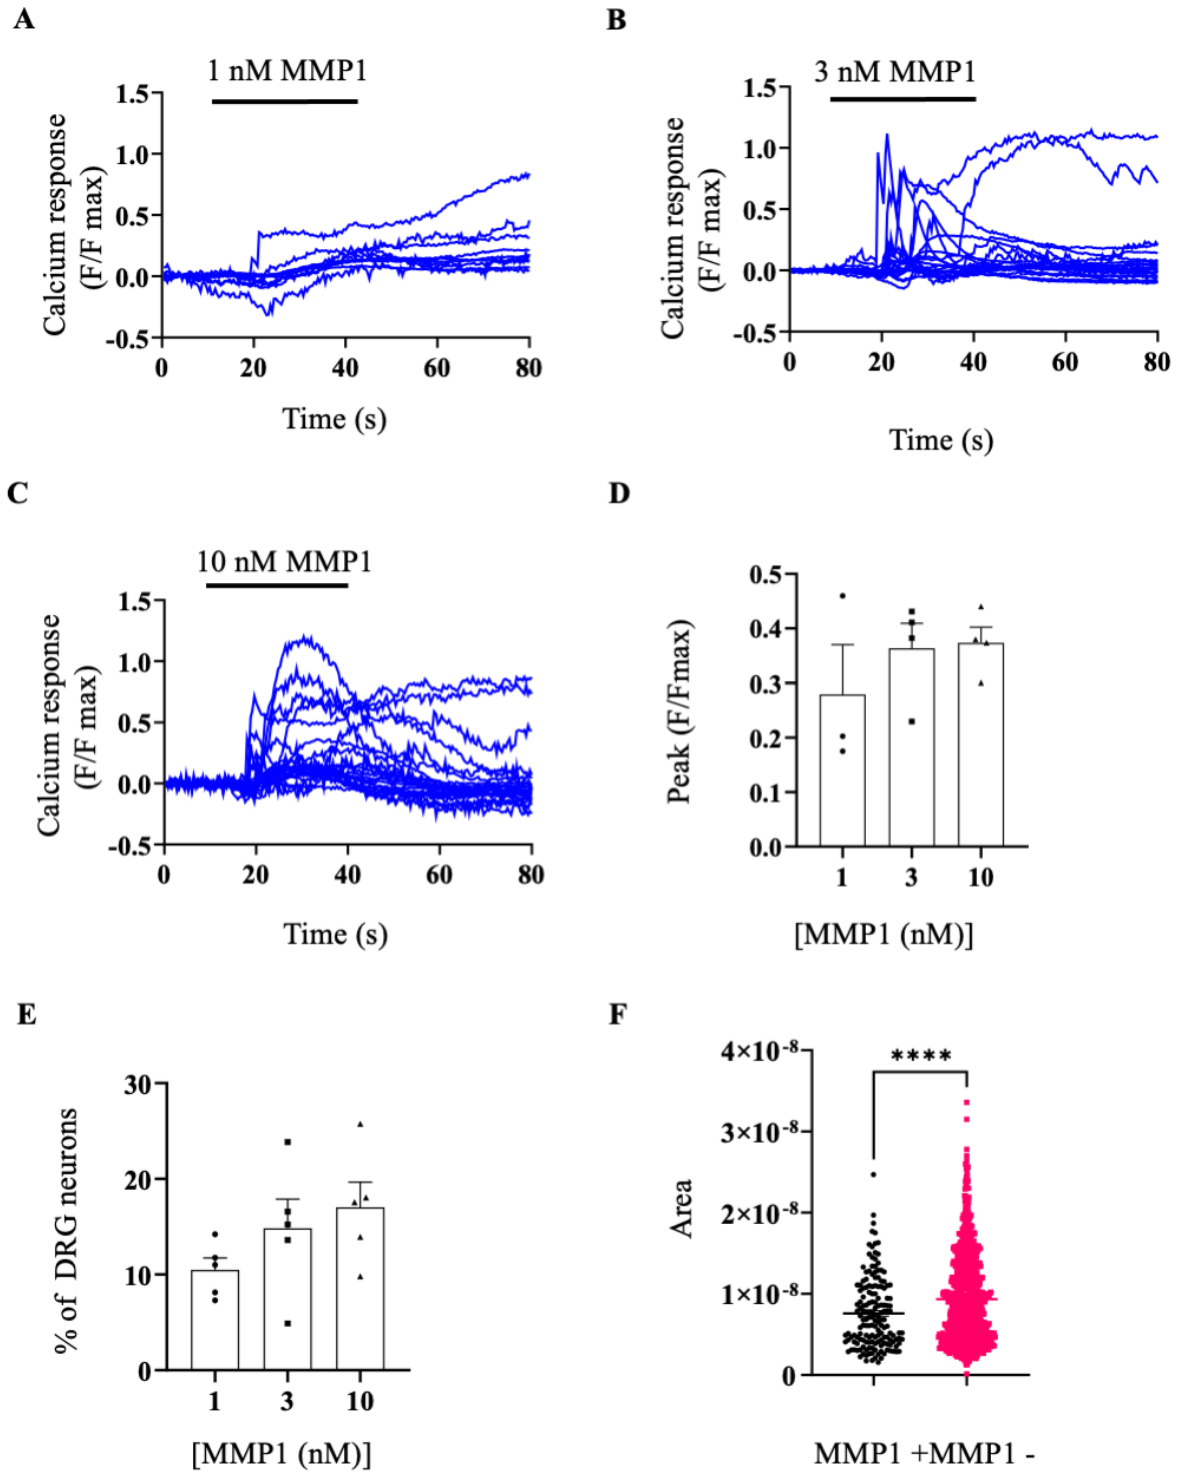 A
1 nM MMP1
1.5
1.0
0.5
0.0
-0.5
Calcium response
(F/F max)
0 20 40 60 80
Time (s)
B
3 nM MMP1
1.5
1.0
0.5
0.0
-0.5
Calcium response
(F/F max)
0 20 40 60 80
Time (s)
C
10 nM MMP1
1.5
1.0
0.5
0.0
-0.5
Calcium response
(F/F max)
0 20 40 60 80
Time (s)
D
0.5
0.4
0.3
0.2
0.1
0.0
Peak (F/Fmax)
1 3 10
[MMP1 (nM)]
E
30
20
10
0
% of DRG neurons
1 3 10
[MMP1 (nM)]
F
4×10-8
3×10-8
2×10-8
1×10-8
0
Area
****
MMP1 +MMP1 -